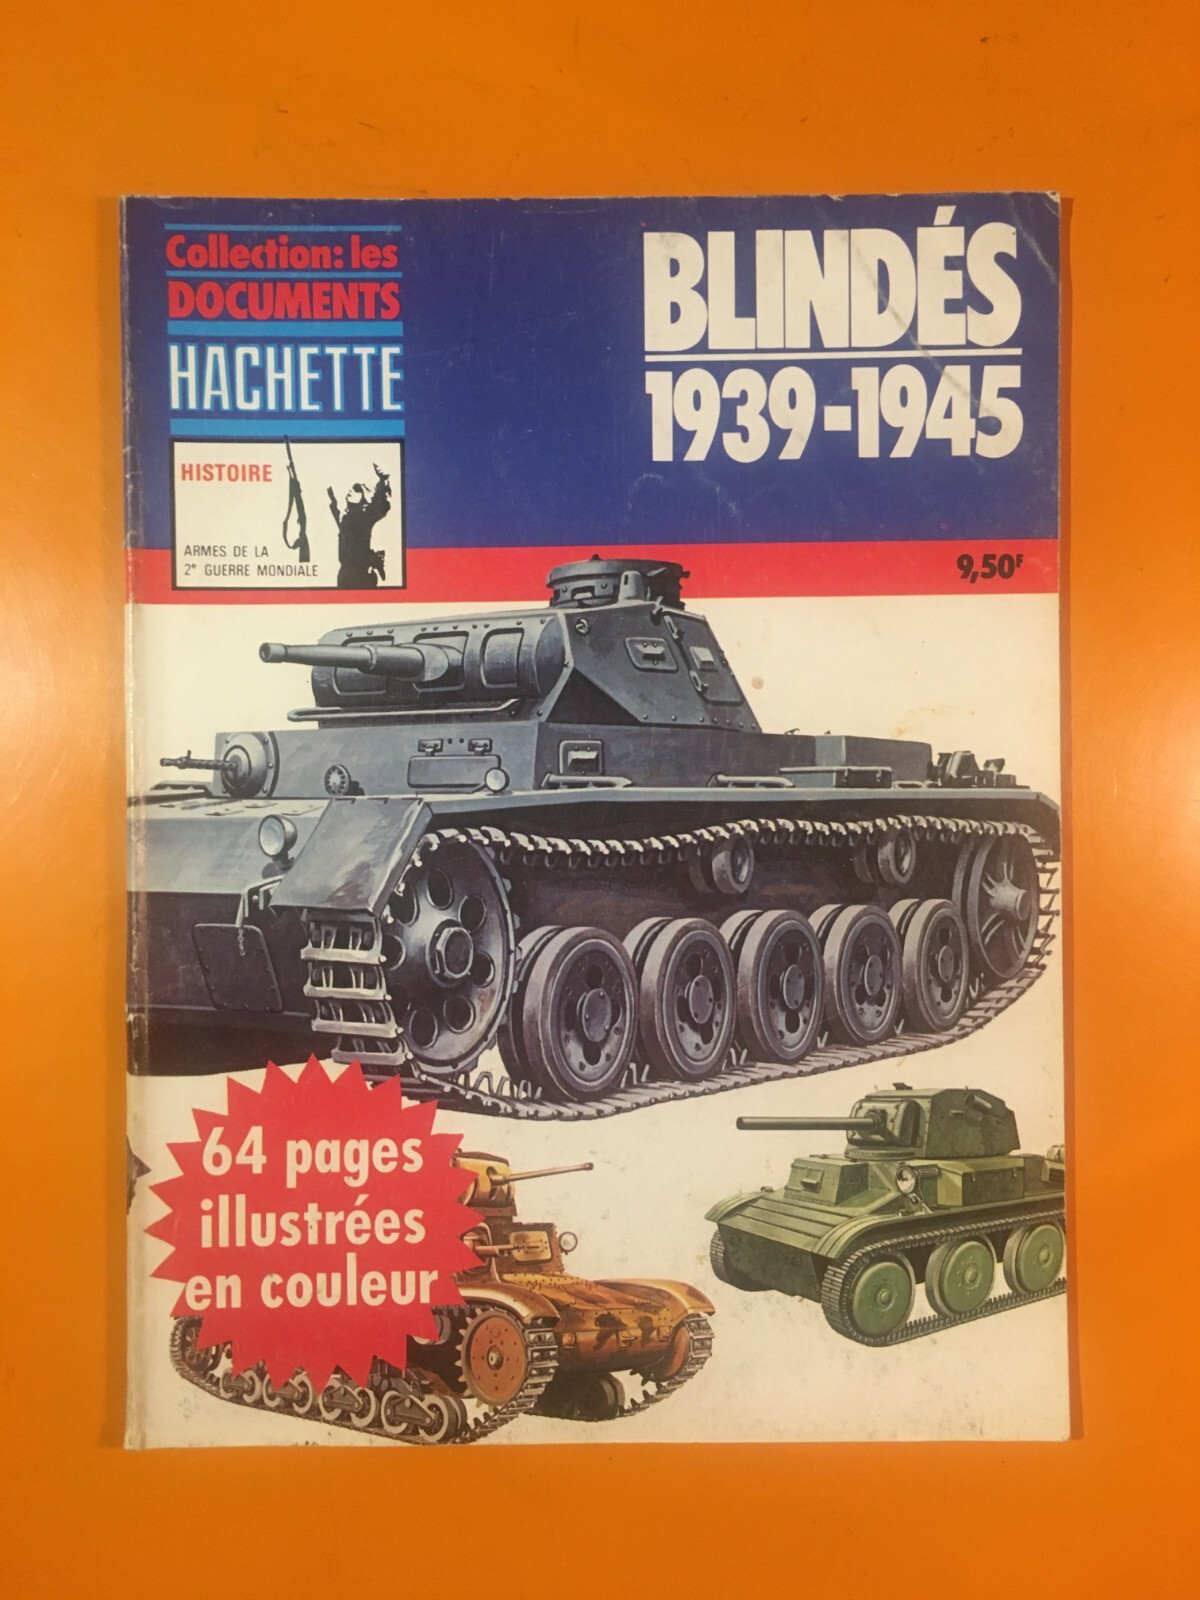 Collection: les
DOCUMENTS
HACHETTE
HISTOIRE
ARMES DE LA
2e GUERRE MONDIALE
BLINDÉS
1939-1945
9,50F
64 pages
illustrées
en couleur